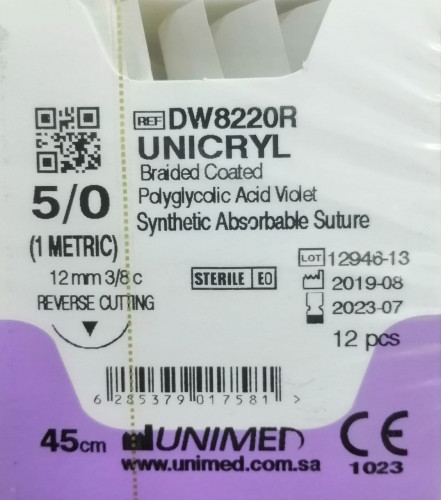 REF DW8220R
UNICRYL
Braided Coated
Polyglycolic Acid Violet
Synthetic Absorbable Suture
5/0
(1 METRIC)
12 mm 3/8 c
REVERSE CUTTING
STERILE EO
LOT 12946-13
2019-08
2023-07
12 pcs
6 285379 017581 >
45cm UNIMED
www.unimed.com.sa
CE
1023